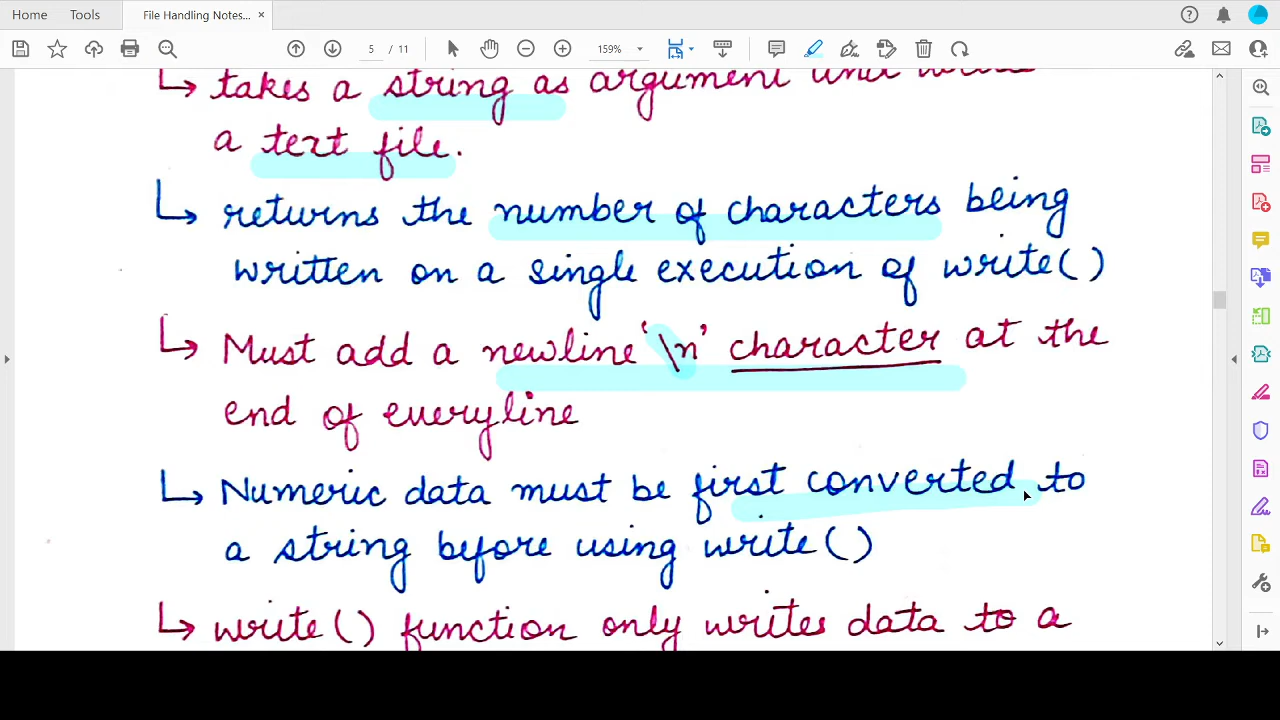 Home Tools File Handling Notes... ×
5 / 11 159%
↳ takes a string as argument and
a text file.
↳ returns the number of characters being
written on a single execution of write()
↳ Must add a newline '\n' character at the
end of everyline
↳ Numeric data must be first converted to
a string before using write()
↳ write() function only writes data to a